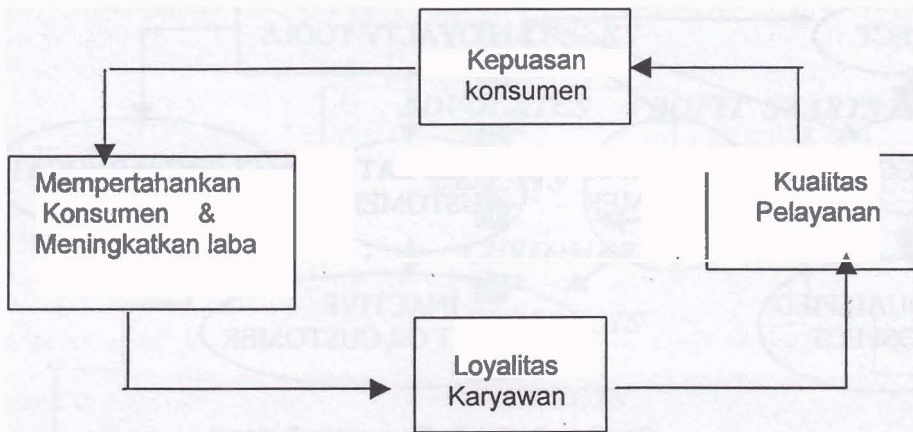 Kepuasan
konsumen
Mempertahankan
Konsumen &
Meningkatkan laba
Kualitas
Pelayanan
Loyalitas
Karyawan